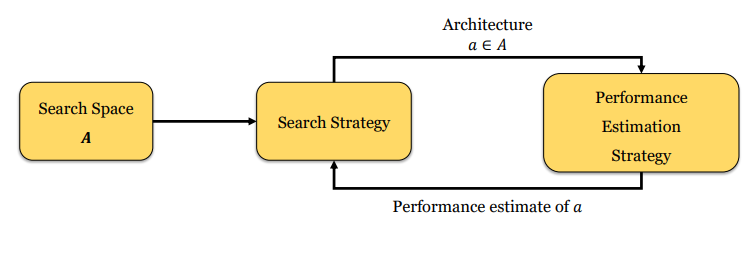 Architecture
a ∈ A
Search Space
A
Search Strategy
Performance
Estimation
Strategy
Performance estimate of a